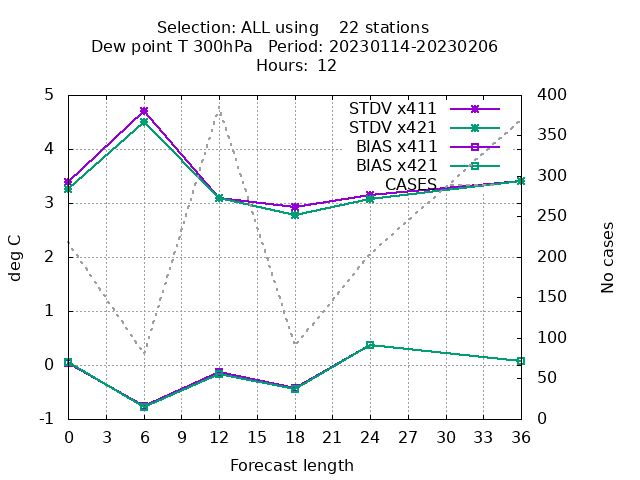 Selection: ALL using    22 stations
Dew point T 300hPa   Period: 20230114-20230206
Hours: 12
STDV x411
STDV x421
BIAS x411
BIAS x421
CASES
deg C
5
4
3
2
1
0
-1
No cases
400
350
300
250
200
150
100
50
0
0 3 6 9 12 15 18 21 24 27 30 33 36
Forecast length